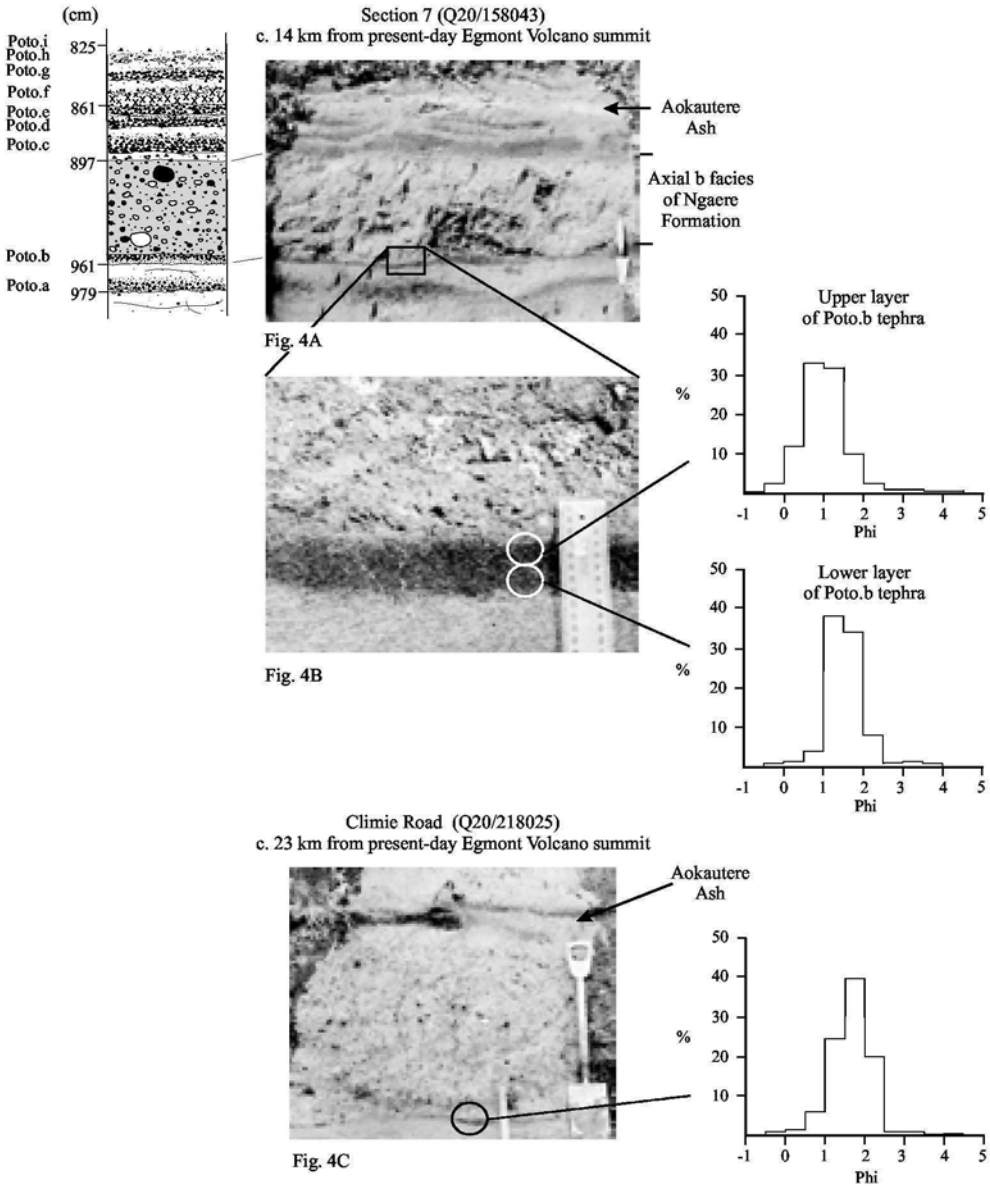 (cm)
Poto.i
825
Poto.h
Poto.g
Poto.f
861
Poto.e
Poto.d
Poto.c
897
Poto.b
961
Poto.a
979
Section 7 (Q20/158043)
c. 14 km from present-day Egmont Volcano summit
Aokautere
Ash
Axial b facies
of Ngaere
Formation
Fig. 4A
Fig. 4B
Upper layer
of Poto.b tephra
50
40
30
%
20
10
-1 0 1 2 3 4 5
Phi
Lower layer
of Poto.b tephra
50
40
30
%
20
10
-1 0 1 2 3 4 5
Phi
Climie Road (Q20/218025)
c. 23 km from present-day Egmont Volcano summit
Aokautere
Ash
Fig. 4C
50
40
30
%
20
10
-1 0 1 2 3 4 5
Phi